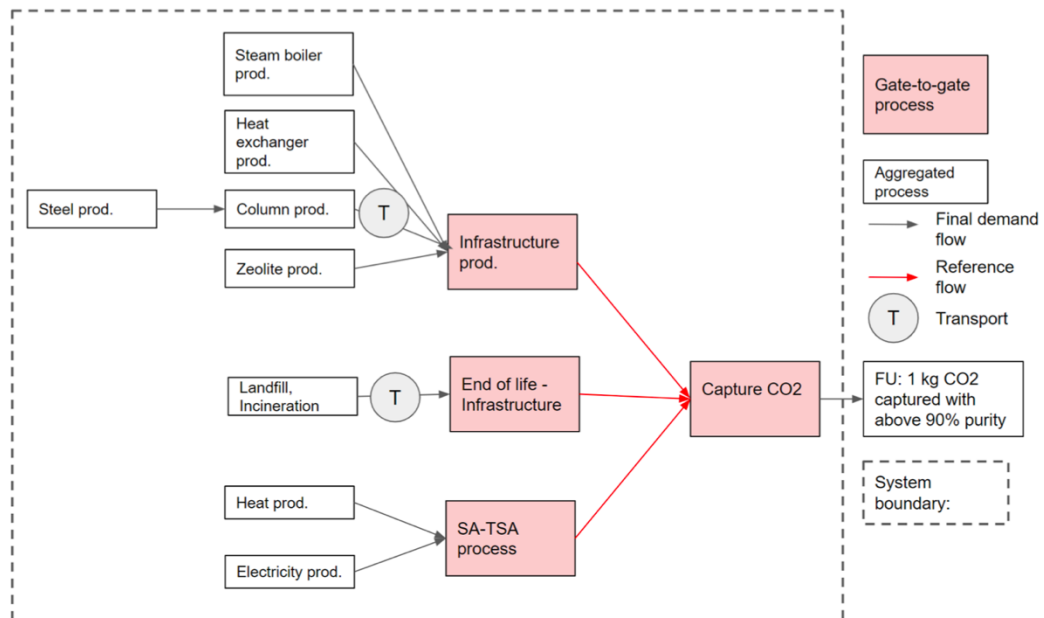 Steam boiler
prod.
Heat
exchanger
prod.
Steel prod.
Column prod.
T
Zeolite prod.
Infrastructure
prod.
Landfill,
Incineration
T
End of life -
Infrastructure
Capture CO2
Heat prod.
Electricity prod.
SA-TSA
process
Gate-to-gate
process
Aggregated
process
Final demand
flow
Reference
flow
T
Transport
FU: 1 kg CO2
captured with
above 90% purity
System
boundary: